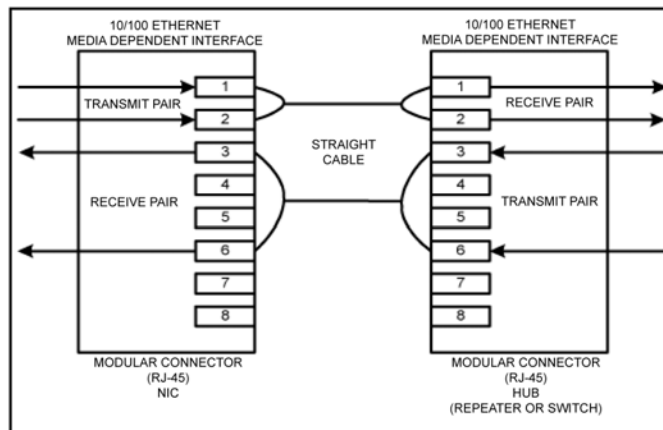 10/100 ETHERNET
MEDIA DEPENDENT INTERFACE
10/100 ETHERNET
MEDIA DEPENDENT INTERFACE
1
TRANSMIT PAIR
2
3
4
RECEIVE PAIR
5
6
7
8
STRAIGHT
CABLE
1
RECEIVE PAIR
2
3
4
TRANSMIT PAIR
5
6
7
8
MODULAR CONNECTOR
(RJ-45)
NIC
MODULAR CONNECTOR
(RJ-45)
HUB
(REPEATER OR SWITCH)